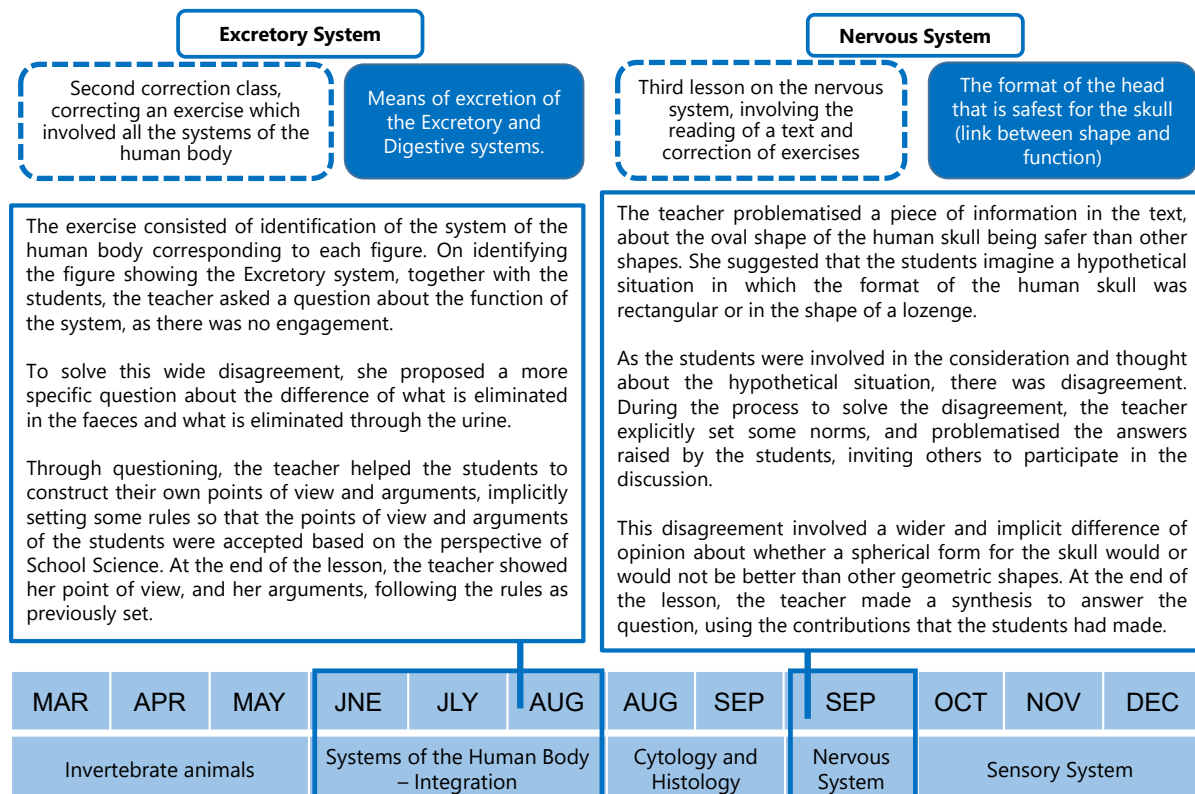 Excretory System
Second correction class,
correcting an exercise which
involved all the systems of the
human body
Means of excretion of
the Excretory and
Digestive systems.
The exercise consisted of identification of the system of the
human body corresponding to each figure. On identifying
the figure showing the Excretory system, together with the
students, the teacher asked a question about the function of
the system, as there was no engagement.
To solve this wide disagreement, she proposed a more
specific question about the difference of what is eliminated
in the faeces and what is eliminated through the urine.
Through questioning, the teacher helped the students to
construct their own points of view and arguments, implicitly
setting some rules so that the points of view and arguments
of the students were accepted based on the perspective of
School Science. At the end of the lesson, the teacher showed
her point of view, and her arguments, following the rules as
previously set.
Nervous System
Third lesson on the nervous
system, involving the
reading of a text and
correction of exercises
The format of the head
that is safest for the skull
(link between shape and
function)
The teacher problematised a piece of information in the text,
about the oval shape of the human skull being safer than other
shapes. She suggested that the students imagine a hypothetical
situation in which the format of the human skull was
rectangular or in the shape of a lozenge.
As the students were involved in the consideration and thought
about the hypothetical situation, there was disagreement.
During the process to solve the disagreement, the teacher
explicitly set some norms, and problematised the answers
raised by the students, inviting others to participate in the
discussion.
This disagreement involved a wider and implicit difference of
opinion about whether a spherical form for the skull would or
would not be better than other geometric shapes. At the end of
the lesson, the teacher made a synthesis to answer the
question, using the contributions that the students had made.
MAR APR MAY JNE JLY AUG AUG SEP SEP OCT NOV DEC
Invertebrate animals
Systems of the Human Body
– Integration
Cytology and
Histology
Nervous
System
Sensory System